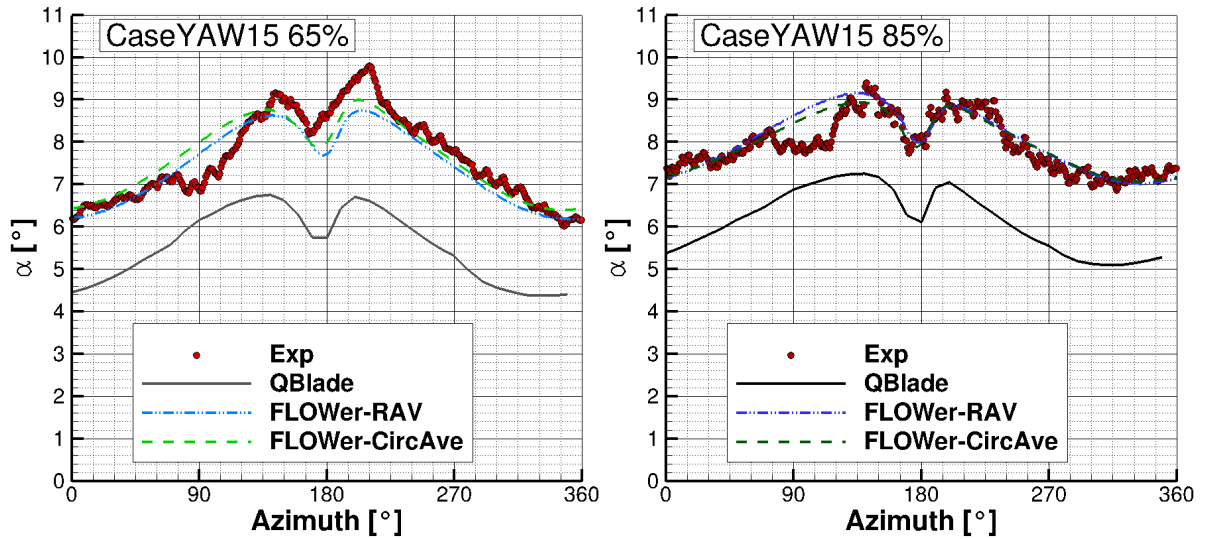 CaseYAW15 65%
11
10
9
8
7
6
5
4
3
2
1
0
α [°]
Exp
QBlade
FLOWer-RAV
FLOWer-CircAve
0 90 180 270 360
Azimuth [°]
CaseYAW15 85%
11
10
9
8
7
6
5
4
3
2
1
0
α [°]
Exp
QBlade
FLOWer-RAV
FLOWer-CircAve
0 90 180 270 360
Azimuth [°]